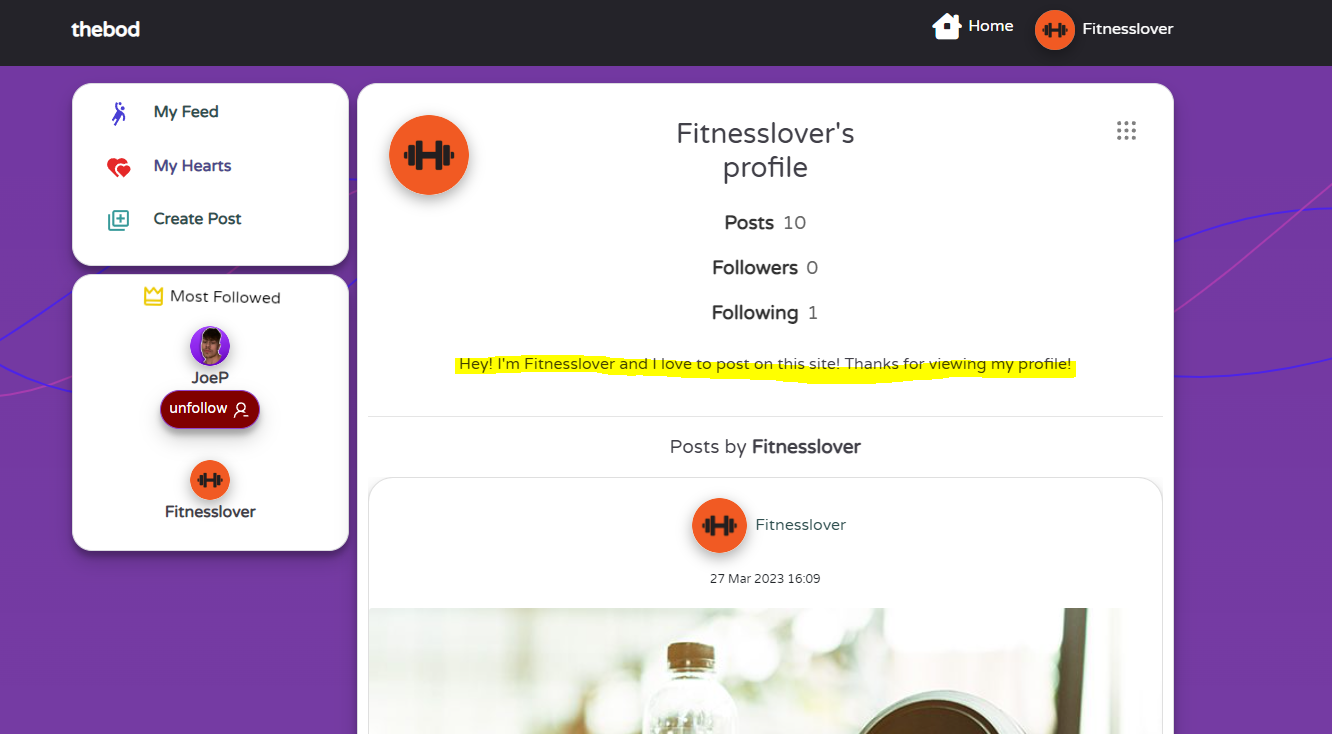 thebod
Home
Fitnesslover
My Feed
My Hearts
Create Post
Most Followed
JoeP
unfollow
Fitnesslover
Fitnesslover's
profile
Posts 10
Followers 0
Following 1
Hey! I'm Fitnesslover and I love to post on this site! Thanks for viewing my profile!
Posts by Fitnesslover
Fitnesslover
27 Mar 2023 16:09